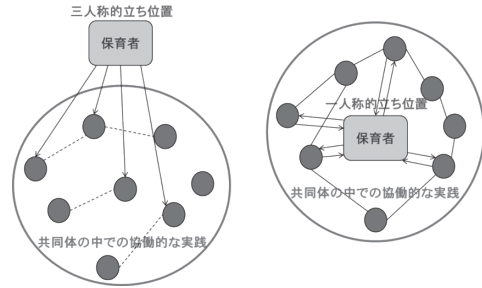 三人称的立ち位置
保育者
共同体の中での協働的な実践
一人称的立ち位置
保育者
共同体の中での協働的な実践